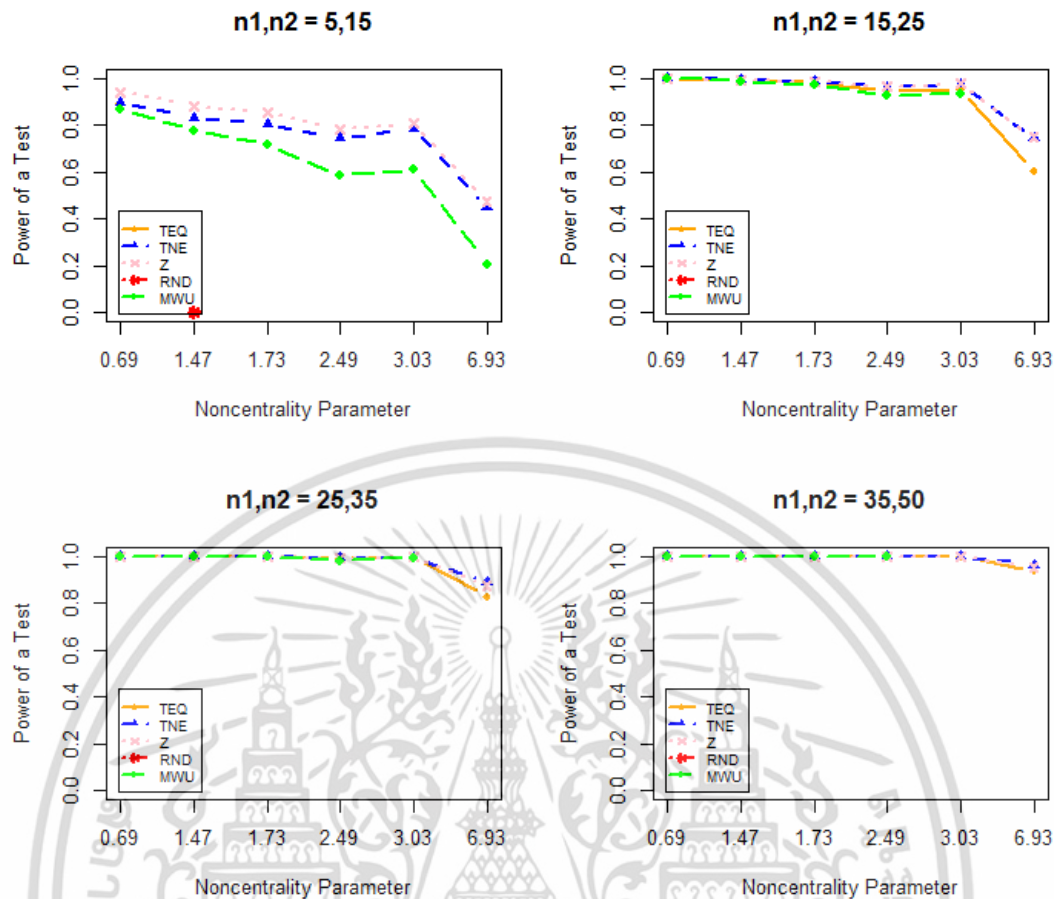 n1,n2 = 5,15
Power of a Test
1.0
0.8
0.6
0.4
0.2
0.0
TEQ
TNE
Z
RND
MWU
0.69 1.47 1.73 2.49 3.03 6.93
Noncentrality Parameter
n1,n2 = 15,25
Power of a Test
1.0
0.8
0.6
0.4
0.2
0.0
TEQ
TNE
Z
RND
MWU
0.69 1.47 1.73 2.49 3.03 6.93
Noncentrality Parameter
n1,n2 = 25,35
Power of a Test
1.0
0.8
0.6
0.4
0.2
0.0
TEQ
TNE
Z
RND
MWU
0.69 1.47 1.73 2.49 3.03 6.93
Noncentrality Parameter
n1,n2 = 35,50
Power of a Test
1.0
0.8
0.6
0.4
0.2
0.0
TEQ
TNE
Z
RND
MWU
0.69 1.47 1.73 2.49 3.03 6.93
Noncentrality Parameter